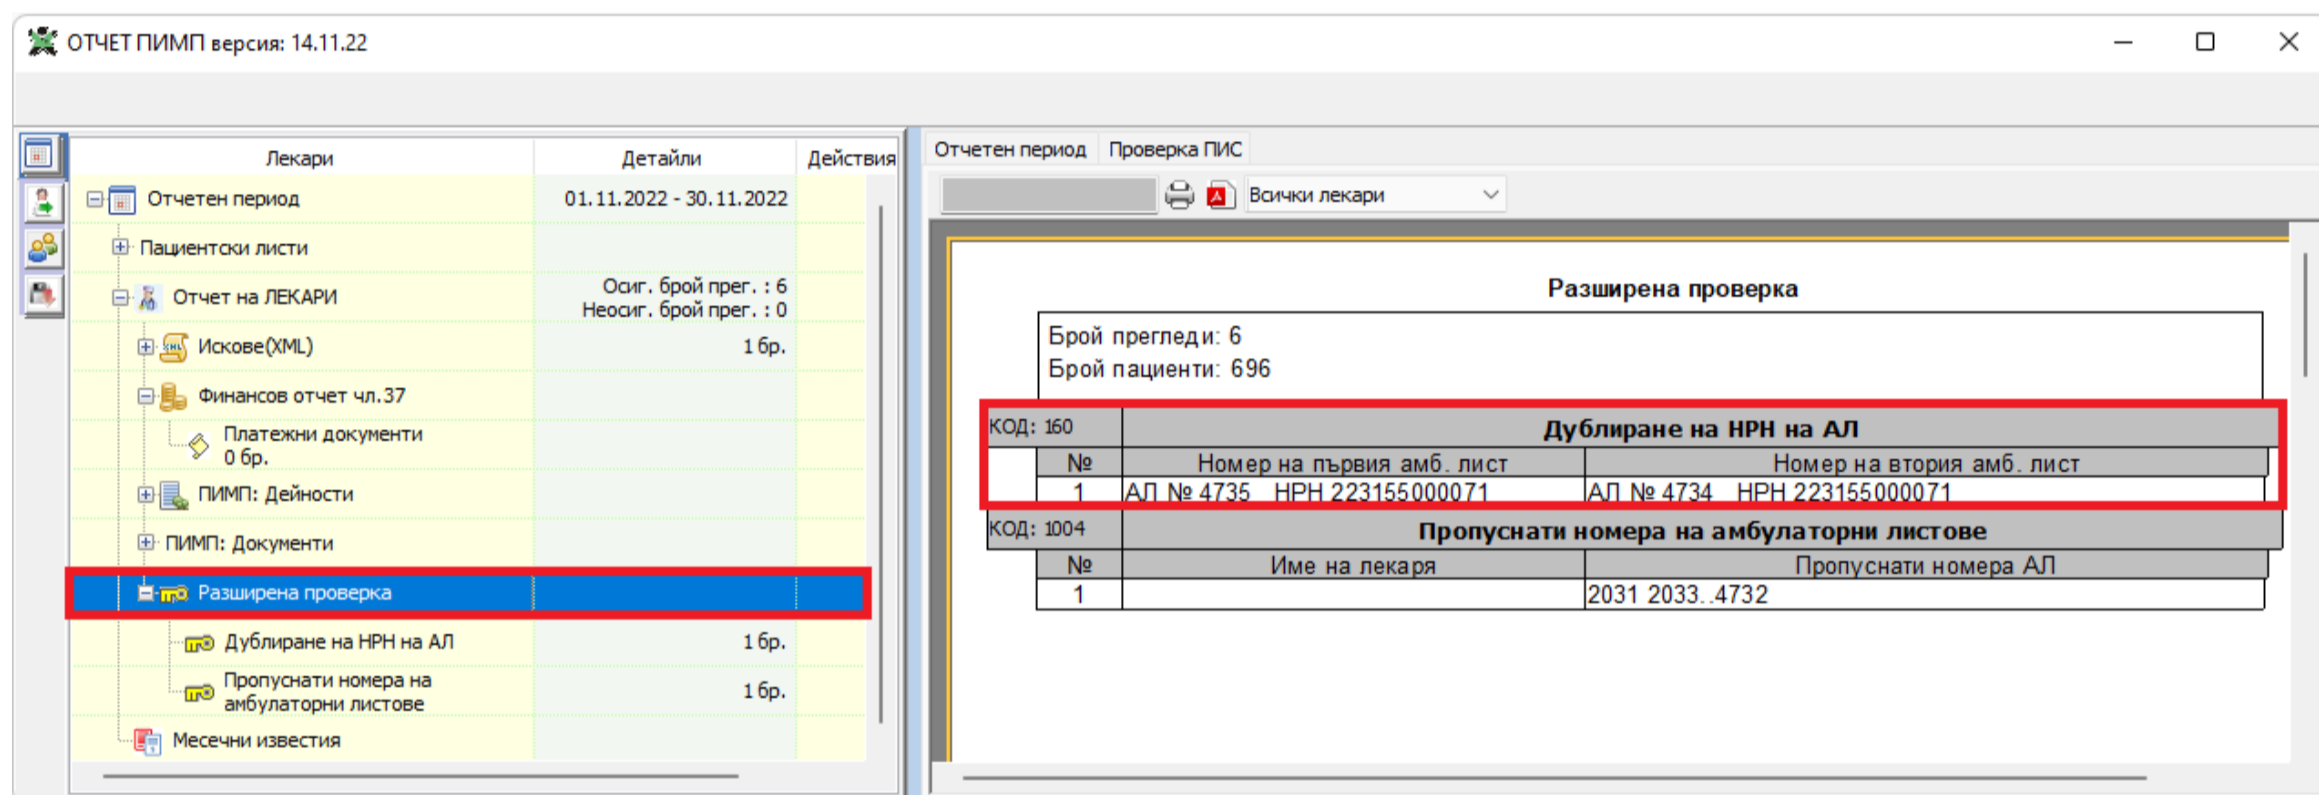 ОТЧЕТ ПИМП версия: 14.11.22
Лекари Детайли Действия
Отчетен период 01.11.2022 - 30.11.2022
Пациентски листи
Отчет на ЛЕКАРИ
Осиг. брой прег. : 6
Неосиг. брой прег. : 0
Искове(XML) 1 бр.
Финансов отчет чл.37
Платежни документи
0 бр.
ПИМП: Дейности
ПИМП: Документи
Разширена проверка
Дублиране на НРН на АЛ 1 бр.
Пропуснати номера на
амбулаторни листове
1 бр.
Месечни известия
Отчетен период Проверка ПИС
Всички лекари
Разширена проверка
Брой прегледи: 6
Брой пациенти: 696
КОД: 160 Дублиране на НРН на АЛ
№ Номер на първия амб. лист Номер на втория амб. лист
1 АЛ № 4735 НРН 223155000071 АЛ № 4734 НРН 223155000071
КОД: 1004 Пропуснати номера на амбулаторни листове
№ Име на лекаря Пропуснати номера АЛ
1 2031 2033..4732